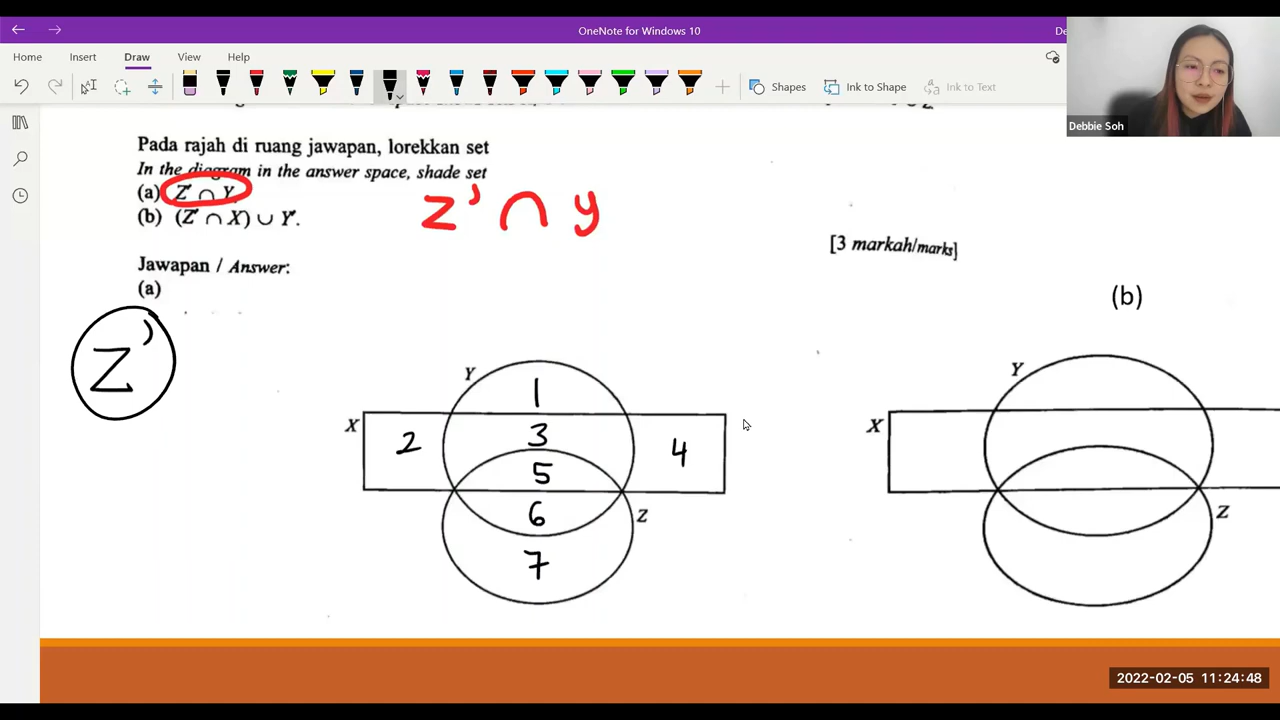 OneNote for Windows 10
De
Home Insert Draw View Help
Shapes Ink to Shape Ink to Text
Debbie Soh
Pada rajah di ruang jawapan, lorekkan set
In the diagram in the answer space, shade set
(a) Z' ∩ Y
(b) (Z' ∩ X) ∪ Y'.
z' ∩ y
[3 markah/marks]
Jawapan / Answer:
(a)
(b)
Z'
Y
1
X
2
3
4
5
6
Z
7
Y
X
Z
2022-02-05 11:24:48